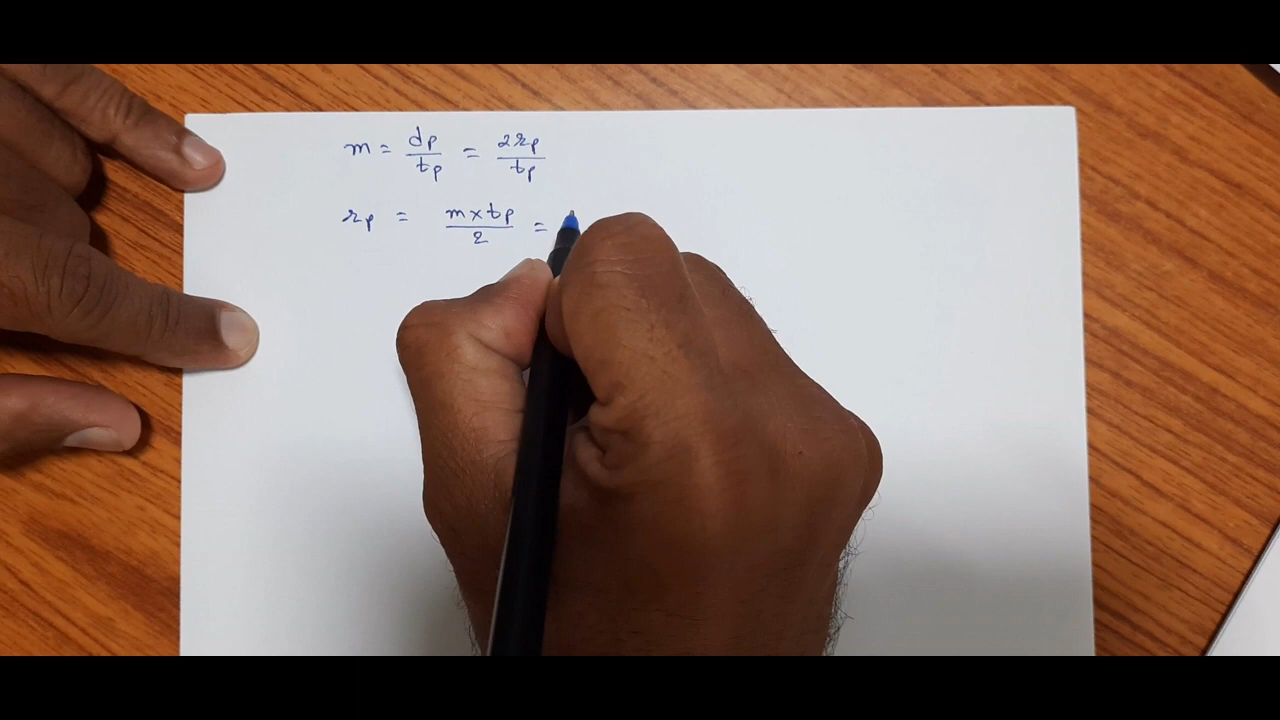 m = dp/tp = 2rp/tp
rp = m×tp/2 =